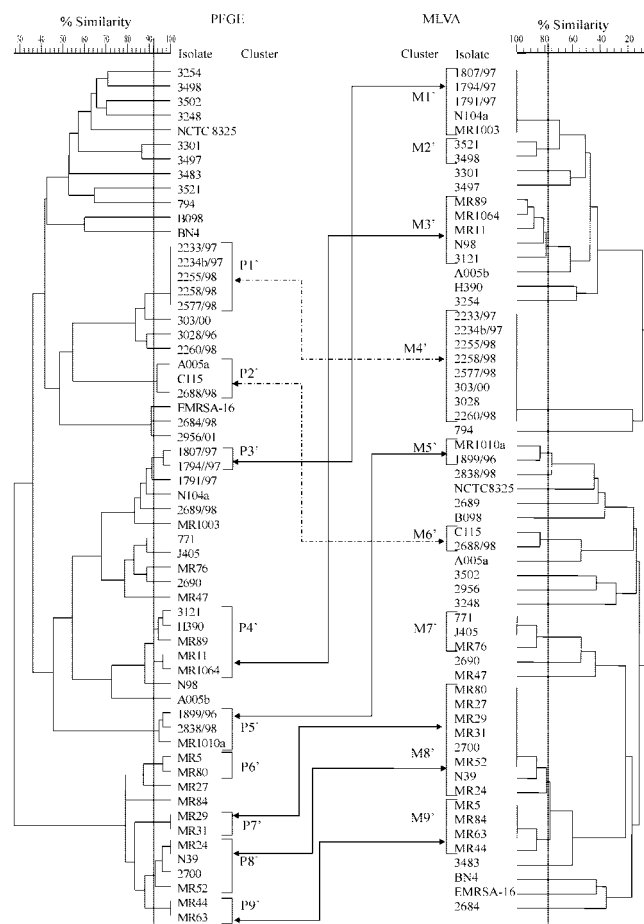 % Similarity PFGE MLVA % Similarity
30 40 50 60 70 80 90 100
Isolate Cluster
3254
3498
3502
3248
NCTC 8325
3301
3497
3483
3521
794
B098
BN4
2233/97
2234b/97
2255/98
2258/98
2577/98
P1`
303/00
3028/96
2260/98
A005a
C115
2688/98
P2`
EMRSA-16
2684/98
2956/01
1807/97
1794//97
P3`
1791/97
N104a
2689/98
MR1003
771
J405
MR76
2690
MR47
3121
H390
MR89
MR11
MR1064
P4`
N98
A005b
1899/96
2838/98
MR1010a
P5`
MR5
MR80
P6`
MR27
MR84
MR29
MR31
P7`
MR24
N39
2700
MR52
P8`
MR44
MR63
P9`
Cluster Isolate
100 80 60 40 20
M1`
1807/97
1794/97
1791/97
N104a
MR1003
M2`
3521
3498
3301
3497
M3`
MR89
MR1064
MR11
N98
3121
A005b
H390
3254
M4`
2233/97
2234b/97
2255/98
2258/98
2577/98
303/00
3028
2260/98
794
M5`
MR1010a
1899/96
2838/98
NCTC8325
2689
B098
M6`
C115
2688/98
A005a
3502
2956
3248
M7`
771
J405
MR76
2690
MR47
M8`
MR80
MR27
MR29
MR31
2700
MR52
N39
MR24
M9`
MR5
MR84
MR63
MR44
3483
BN4
EMRSA-16
2684